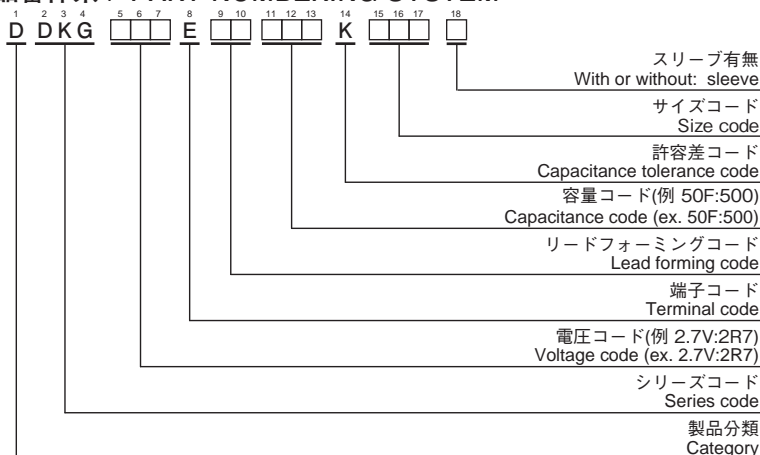 PART NUMBERING SYSTEM
1 2 3 4 5 6 7 8 9 10 11 12 13 14 15 16 17 18
D DKG □□□ E □□ □□□ K □□□ □
スリーブ有無
With or without: sleeve
サイズコード
Size code
許容差コード
Capacitance tolerance code
容量コード(例 50F:500)
Capacitance code (ex. 50F:500)
リードフォーミングコード
Lead forming code
端子コード
Terminal code
電圧コード(例 2.7V:2R7)
Voltage code (ex. 2.7V:2R7)
シリーズコード
Series code
製品分類
Category